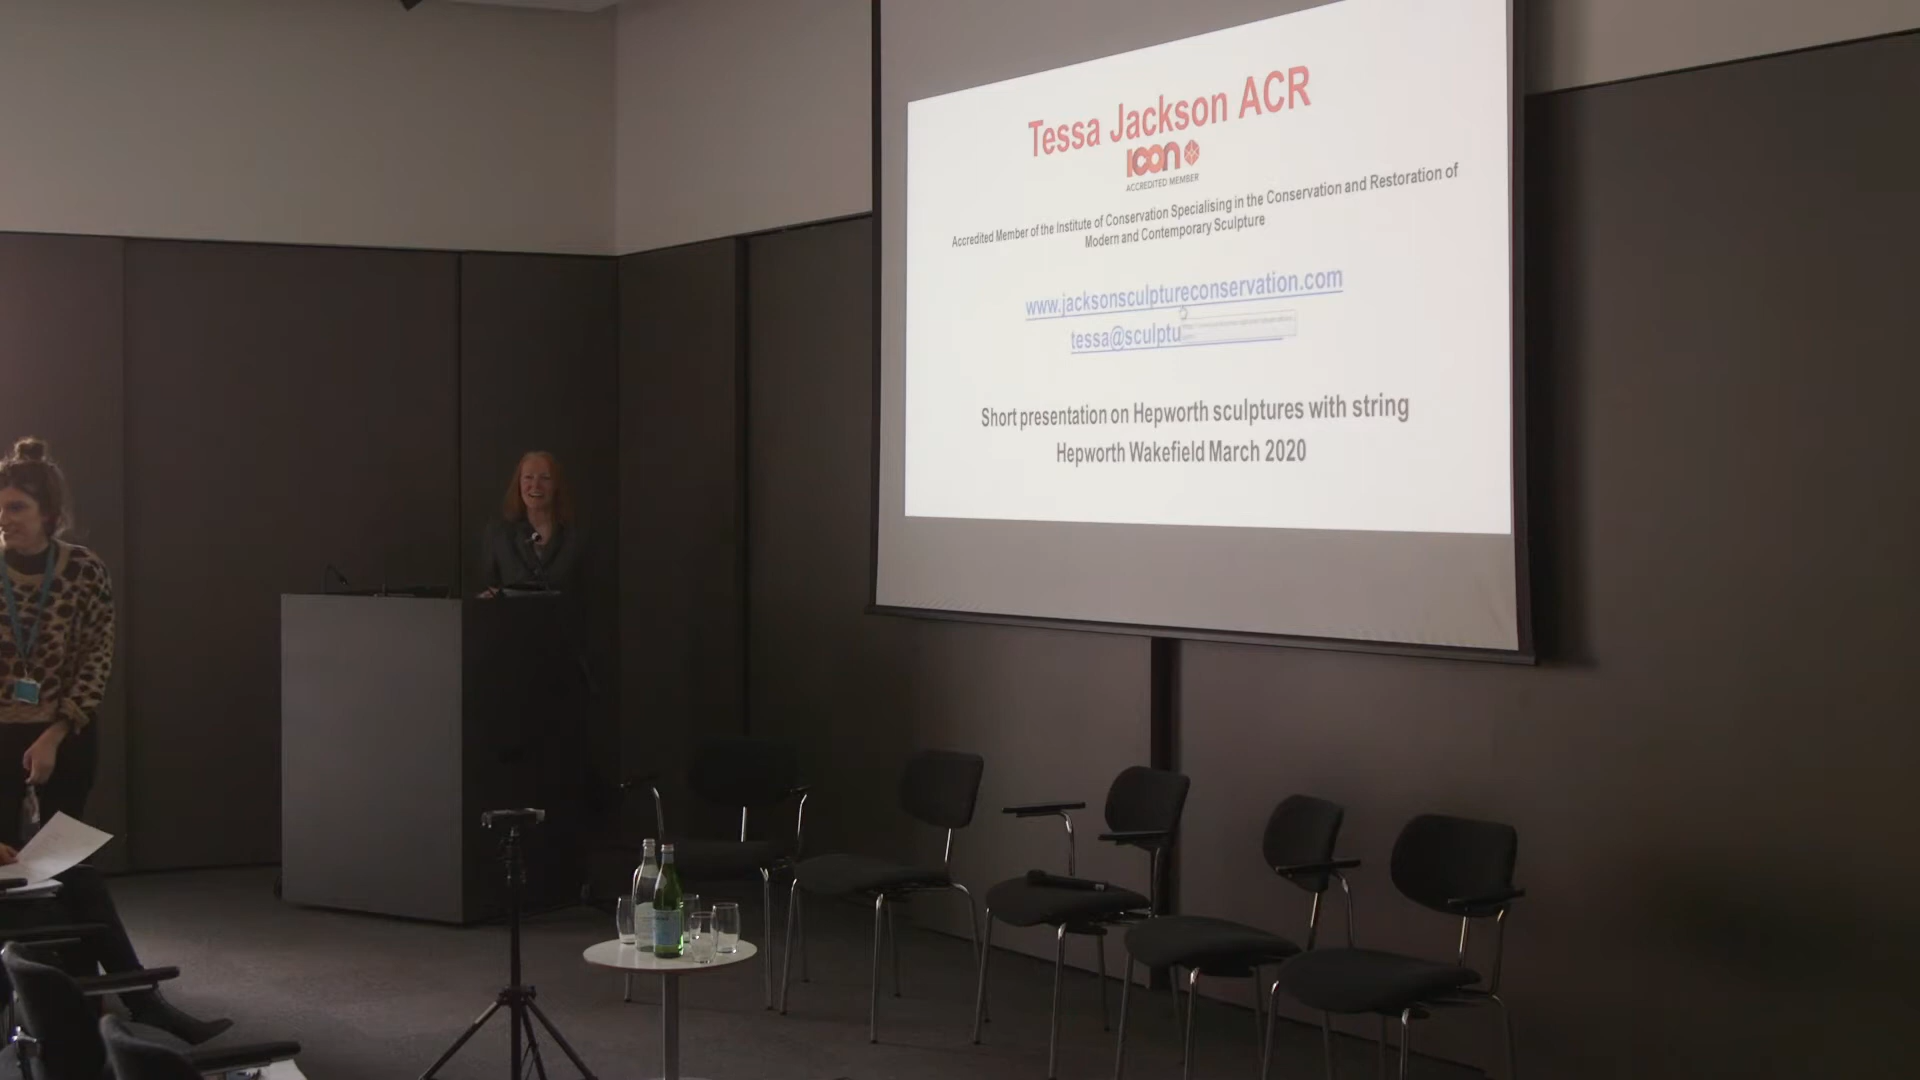 Tessa Jackson ACR
icon
ACCREDITED MEMBER
Accredited Member of the Institute of Conservation Specialising in the Conservation and Restoration of
Modern and Contemporary Sculpture
www.jacksonsculptureconservation.com
tessa@sculptu
Short presentation on Hepworth sculptures with string
Hepworth Wakefield March 2020